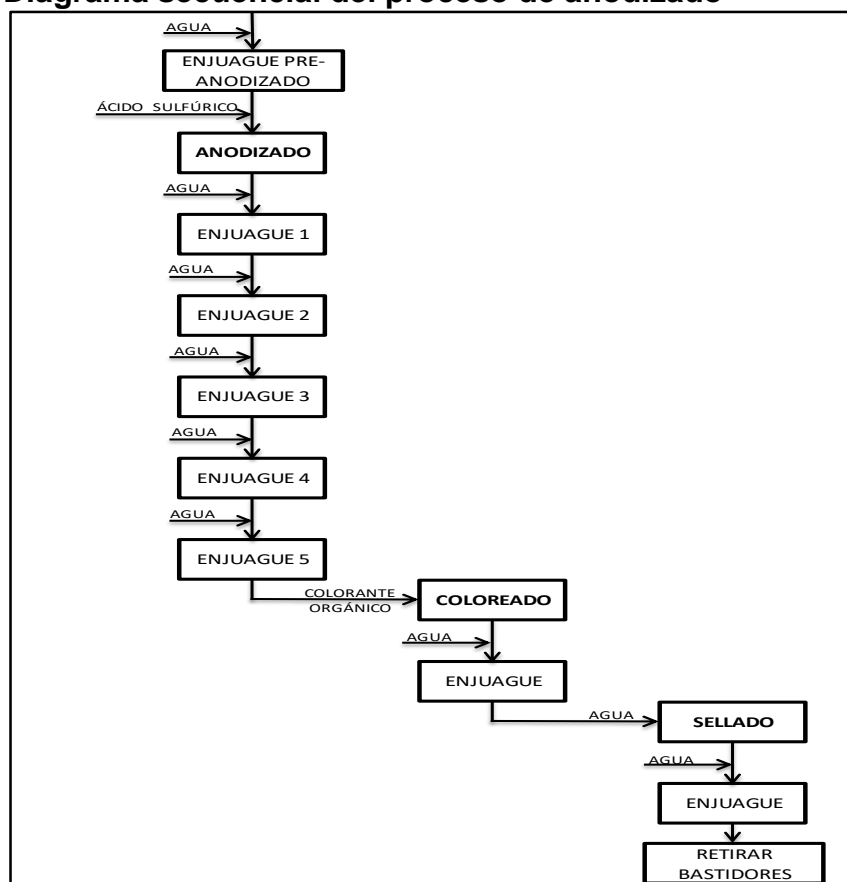 Diagrama secuencial del proceso de anodizado
AGUA
ENJUAGUE PRE-
ANODIZADO
ÁCIDO SULFÚRICO
ANODIZADO
AGUA
ENJUAGUE 1
AGUA
ENJUAGUE 2
AGUA
ENJUAGUE 3
AGUA
ENJUAGUE 4
AGUA
ENJUAGUE 5
COLORANTE
ORGÁNICO
COLOREADO
AGUA
ENJUAGUE
AGUA
SELLADO
AGUA
ENJUAGUE
RETIRAR
BASTIDORES